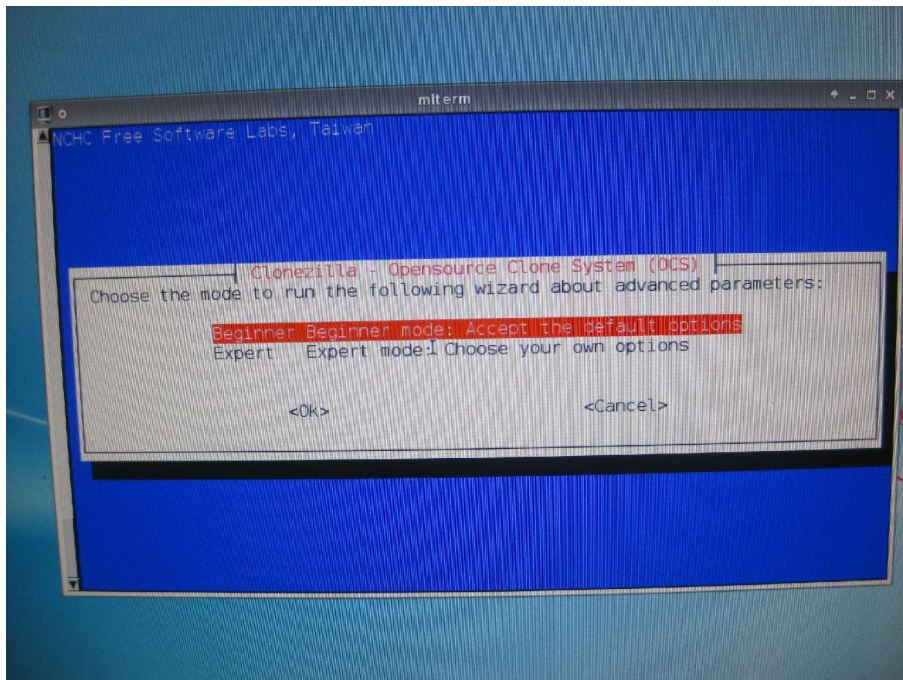 mlterm
NCHC Free Software Labs, Taiwan
Clonezilla - Opensource Clone System (OCS)
Choose the mode to run the following wizard about advanced parameters:
Beginner Beginner mode: Accept the default options
Expert Expert mode: Choose your own options
<Ok> <Cancel>